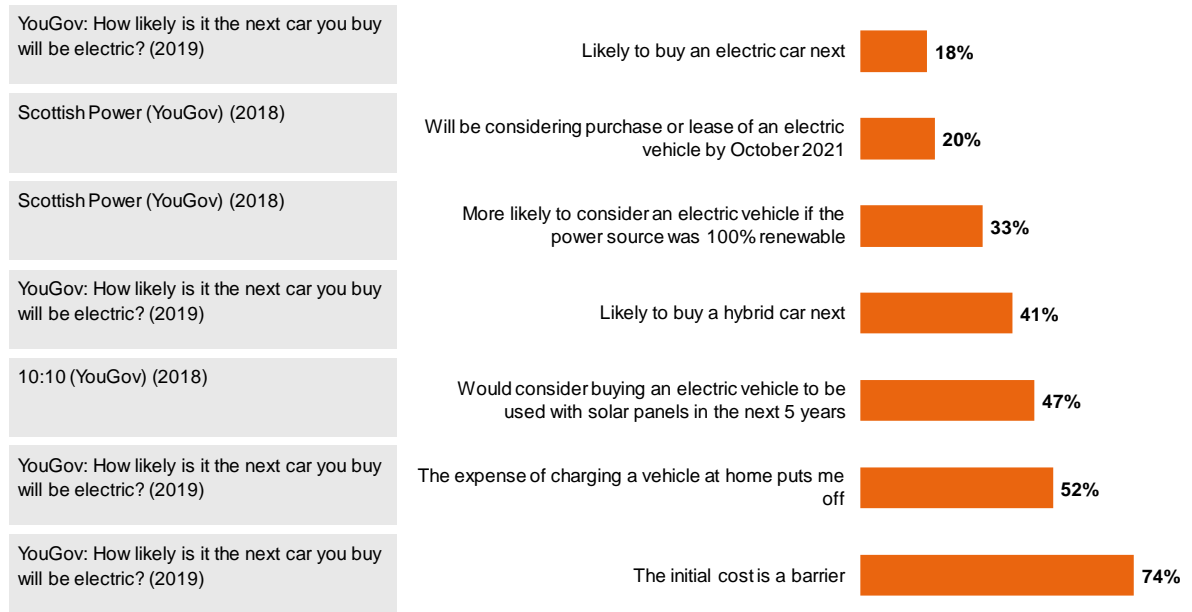 YouGov: How likely is it the next car you buy
will be electric? (2019)
Likely to buy an electric car next
18%
Scottish Power (YouGov) (2018)
Will be considering purchase or lease of an electric
vehicle by October 2021
20%
Scottish Power (YouGov) (2018)
More likely to consider an electric vehicle if the
power source was 100% renewable
33%
YouGov: How likely is it the next car you buy
will be electric? (2019)
Likely to buy a hybrid car next
41%
10:10 (YouGov) (2018)
Would consider buying an electric vehicle to be
used with solar panels in the next 5 years
47%
YouGov: How likely is it the next car you buy
will be electric? (2019)
The expense of charging a vehicle at home puts me
off
52%
YouGov: How likely is it the next car you buy
will be electric? (2019)
The initial cost is a barrier
74%